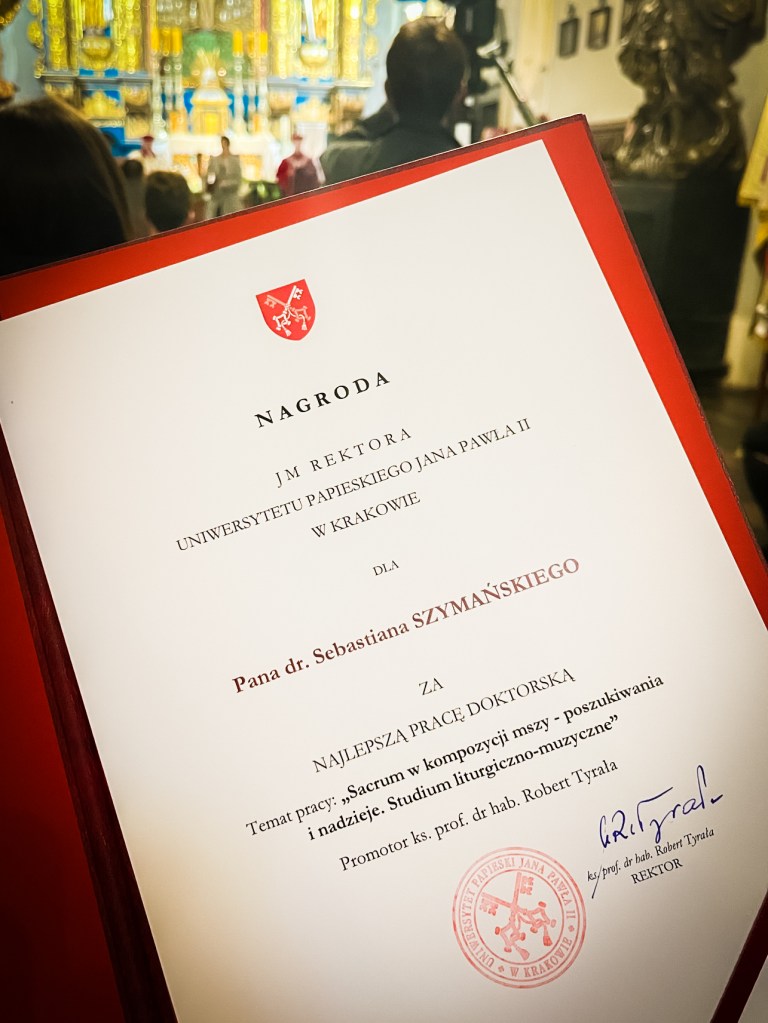 NAGRODA
JM REKTORA
UNIWERSYTETU PAPIESKIEGO JANA PAWŁA II
W KRAKOWIE
DLA
Pana dr. Sebastiana SZYMAŃSKIEGO
ZA
NAJLEPSZĄ PRACĘ DOKTORSKĄ
Temat pracy: „Sacrum w kompozycji mszy - poszukiwania
i nadzieje. Studium liturgiczno-muzyczne”
Promotor ks. prof. dr hab. Robert Tyrała
ks. prof. dr hab. Robert Tyrała
REKTOR
UNIWERSYTET PAPIESKI JANA PAWŁA II
W KRAKOWIE